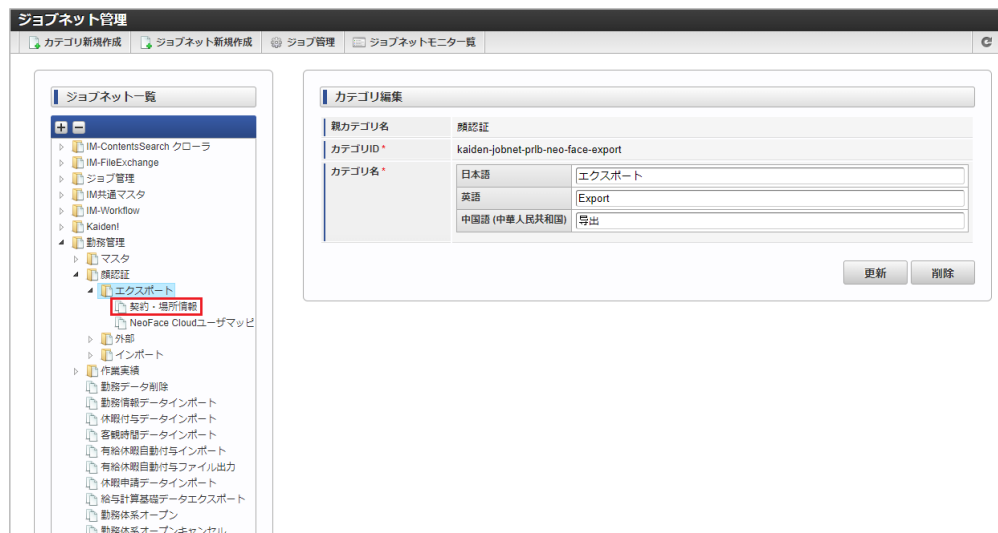 ジョブネット管理
カテゴリ新規作成 ジョブネット新規作成 ジョブ管理 ジョブネットモニター覧
ジョブネット一覧
IM-ContentsSearch クローラ
IM-FileExchange
ジョブ管理
IM共通マスタ
IM-Workflow
Kaiden!
勤務管理
マスタ
顔認証
エクスポート
契約・場所情報
NeoFace Cloudユーザマッピ
外部
インポート
作業実績
勤務データ削除
勤務情報データインポート
休暇付与データインポート
客観時間データインポート
有給休暇自動付与インポート
有給休暇自動付与ファイル出力
休暇申請データインポート
給与計算基礎データエクスポート
勤務体系オープン
勤務体系オープンキャンセル
カテゴリ編集
親カテゴリ名 顔認証
カテゴリID * kaiden-jobnet-prlb-neo-face-export
カテゴリ名 *
日本語 エクスポート
英語 Export
中国語 (中華人民共和国) 导出
更新 削除